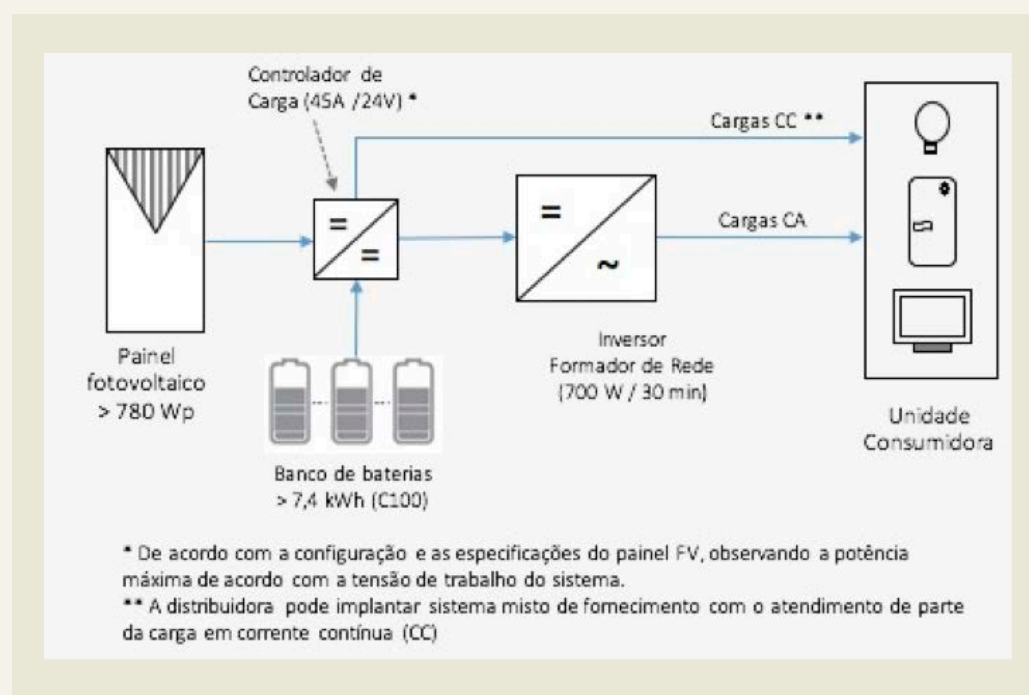 Controlador de
Carga (45A /24V) *
Cargas CC **
=
=
=
~
Cargas CA
Painel
fotovoltaico
> 780 Wp
Inversor
Formador de Rede
(700 W / 30 min)
Unidade
Consumidora
Banco de baterias
> 7,4 kWh (C100)
* De acordo com a configuração e as especificações do painel FV, observando a potência
máxima de acordo com a tensão de trabalho do sistema.
** A distribuidora pode implantar sistema misto de fornecimento com o atendimento de parte
da carga em corrente contínua (CC)